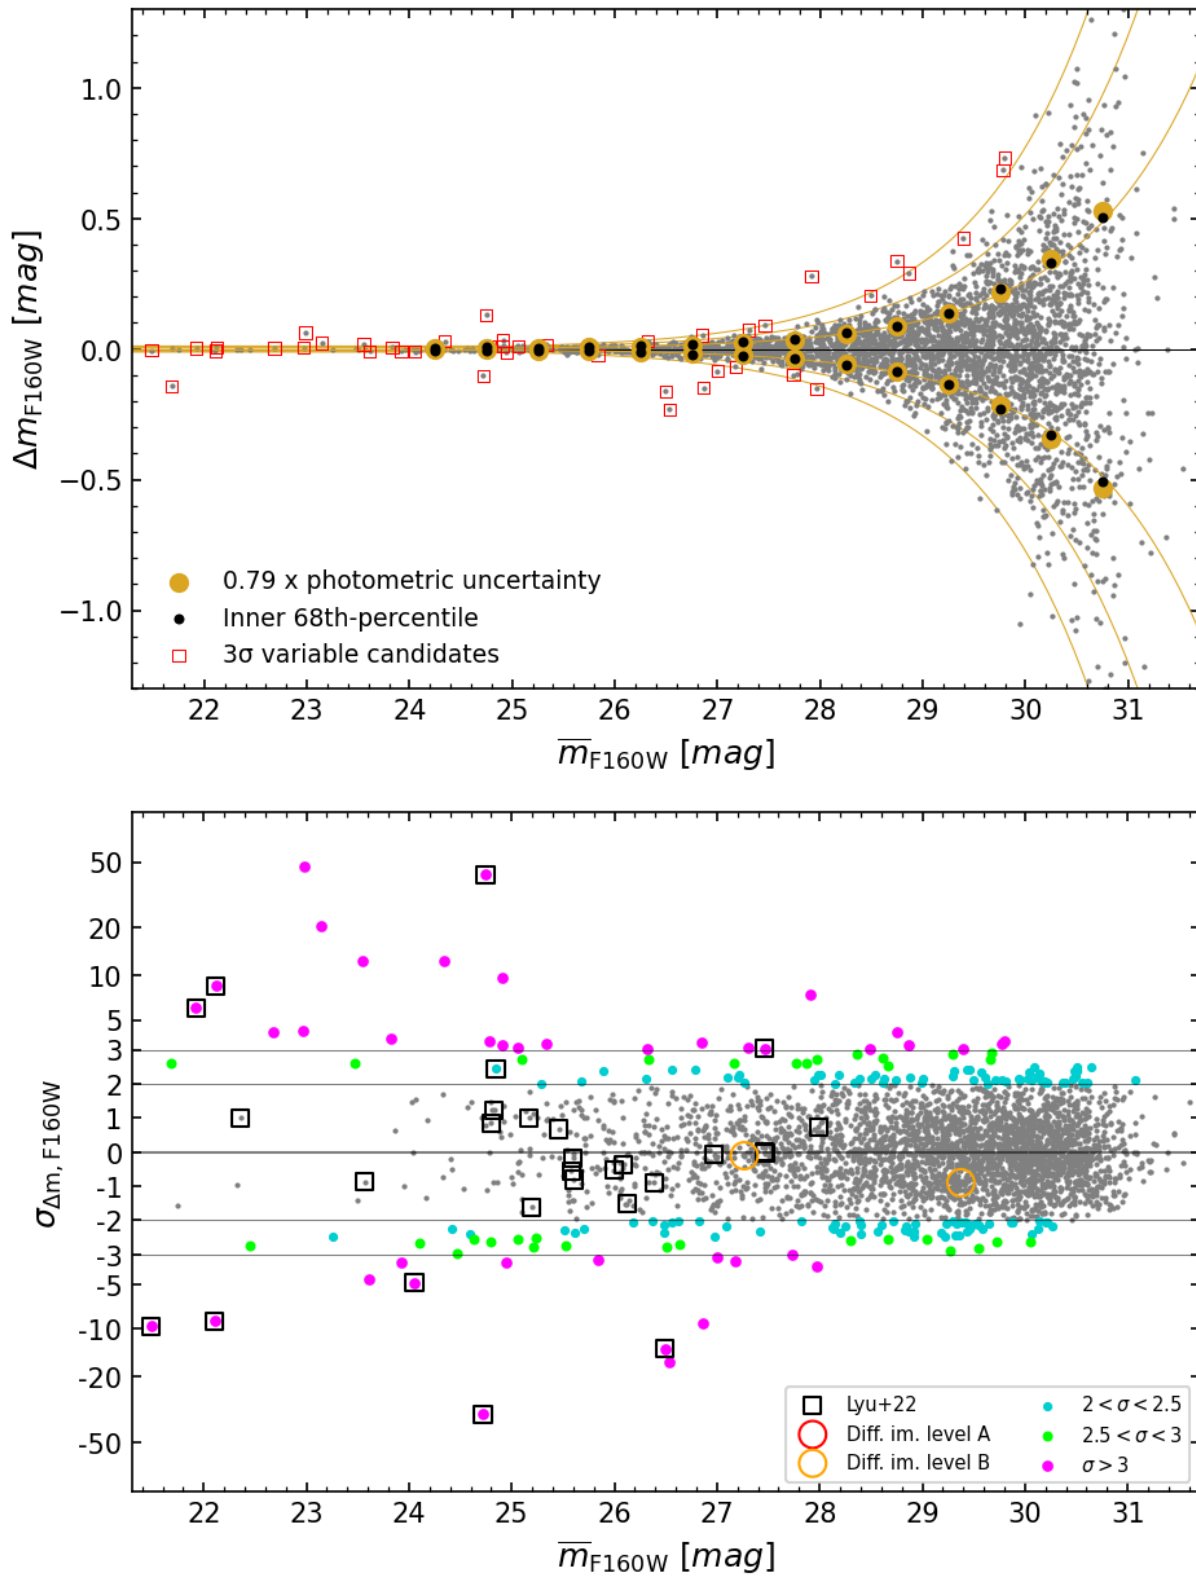 1.0
0.5
0.0
−0.5
−1.0
Δm_F160W [mag]
0.79 x photometric uncertainty
Inner 68th-percentile
3σ variable candidates
22 23 24 25 26 27 28 29 30 31
m̅_F160W [mag]
50
20
10
5
3
2
1
0
-1
-2
-3
-5
-10
-20
-50
σ_Δm, F160W
Lyu+22
Diff. im. level A
Diff. im. level B
2 < σ < 2.5
2.5 < σ < 3
σ > 3
22 23 24 25 26 27 28 29 30 31
m̅_F160W [mag]